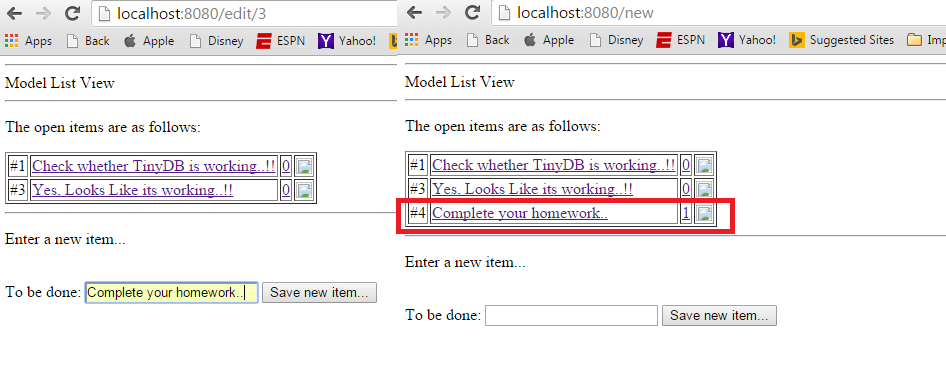 localhost:8080/edit/3
Apps Back Apple Disney ESPN Yahoo!
Model List View
The open items are as follows:
#1 Check whether TinyDB is working..!! 0
#3 Yes, Looks Like its working..!! 0
Enter a new item...
To be done: Complete your homework.. Save new item...
localhost:8080/new
Apps Back Apple Disney ESPN Yahoo! Suggested Sites Imp
Model List View
The open items are as follows:
#1 Check whether TinyDB is working..!! 0
#3 Yes, Looks Like its working..!! 0
#4 Complete your homework.. 1
Enter a new item...
To be done: Save new item...